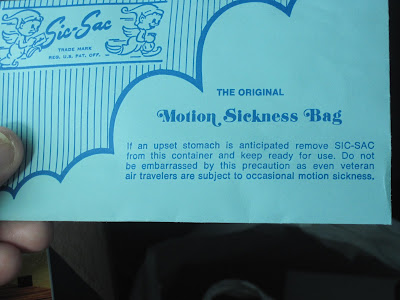 Sic-Sac
TRADE MARK
REG. U.S. PAT. OFF.
THE ORIGINAL
Motion Sickness Bag
If an upset stomach is anticipated remove SIC-SAC
from this container and keep ready for use. Do not
be embarrassed by this precaution as even veteran
air travelers are subject to occasional motion sickness.